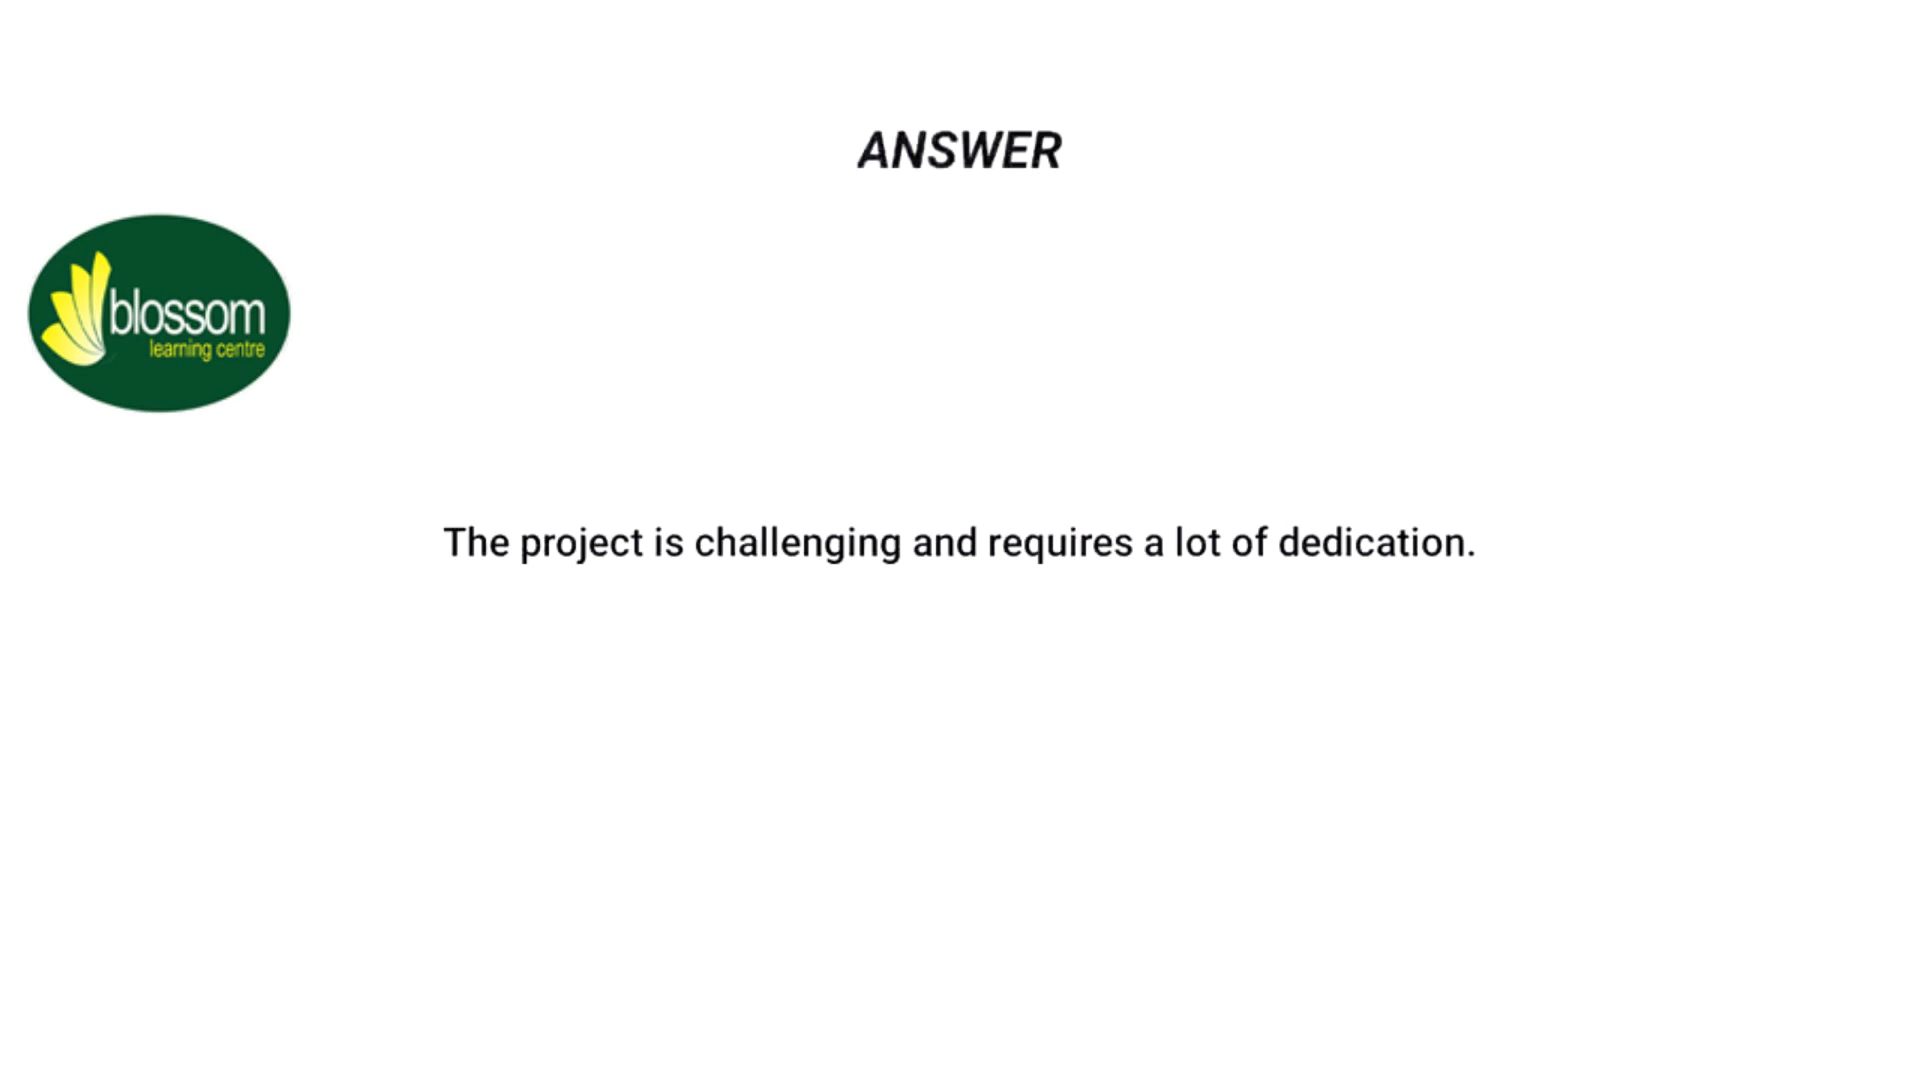 ANSWER
blossom
learning centre
The project is challenging and requires a lot of dedication.